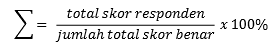 ∑ = total skor responden / jumlah total skor benar x 100%